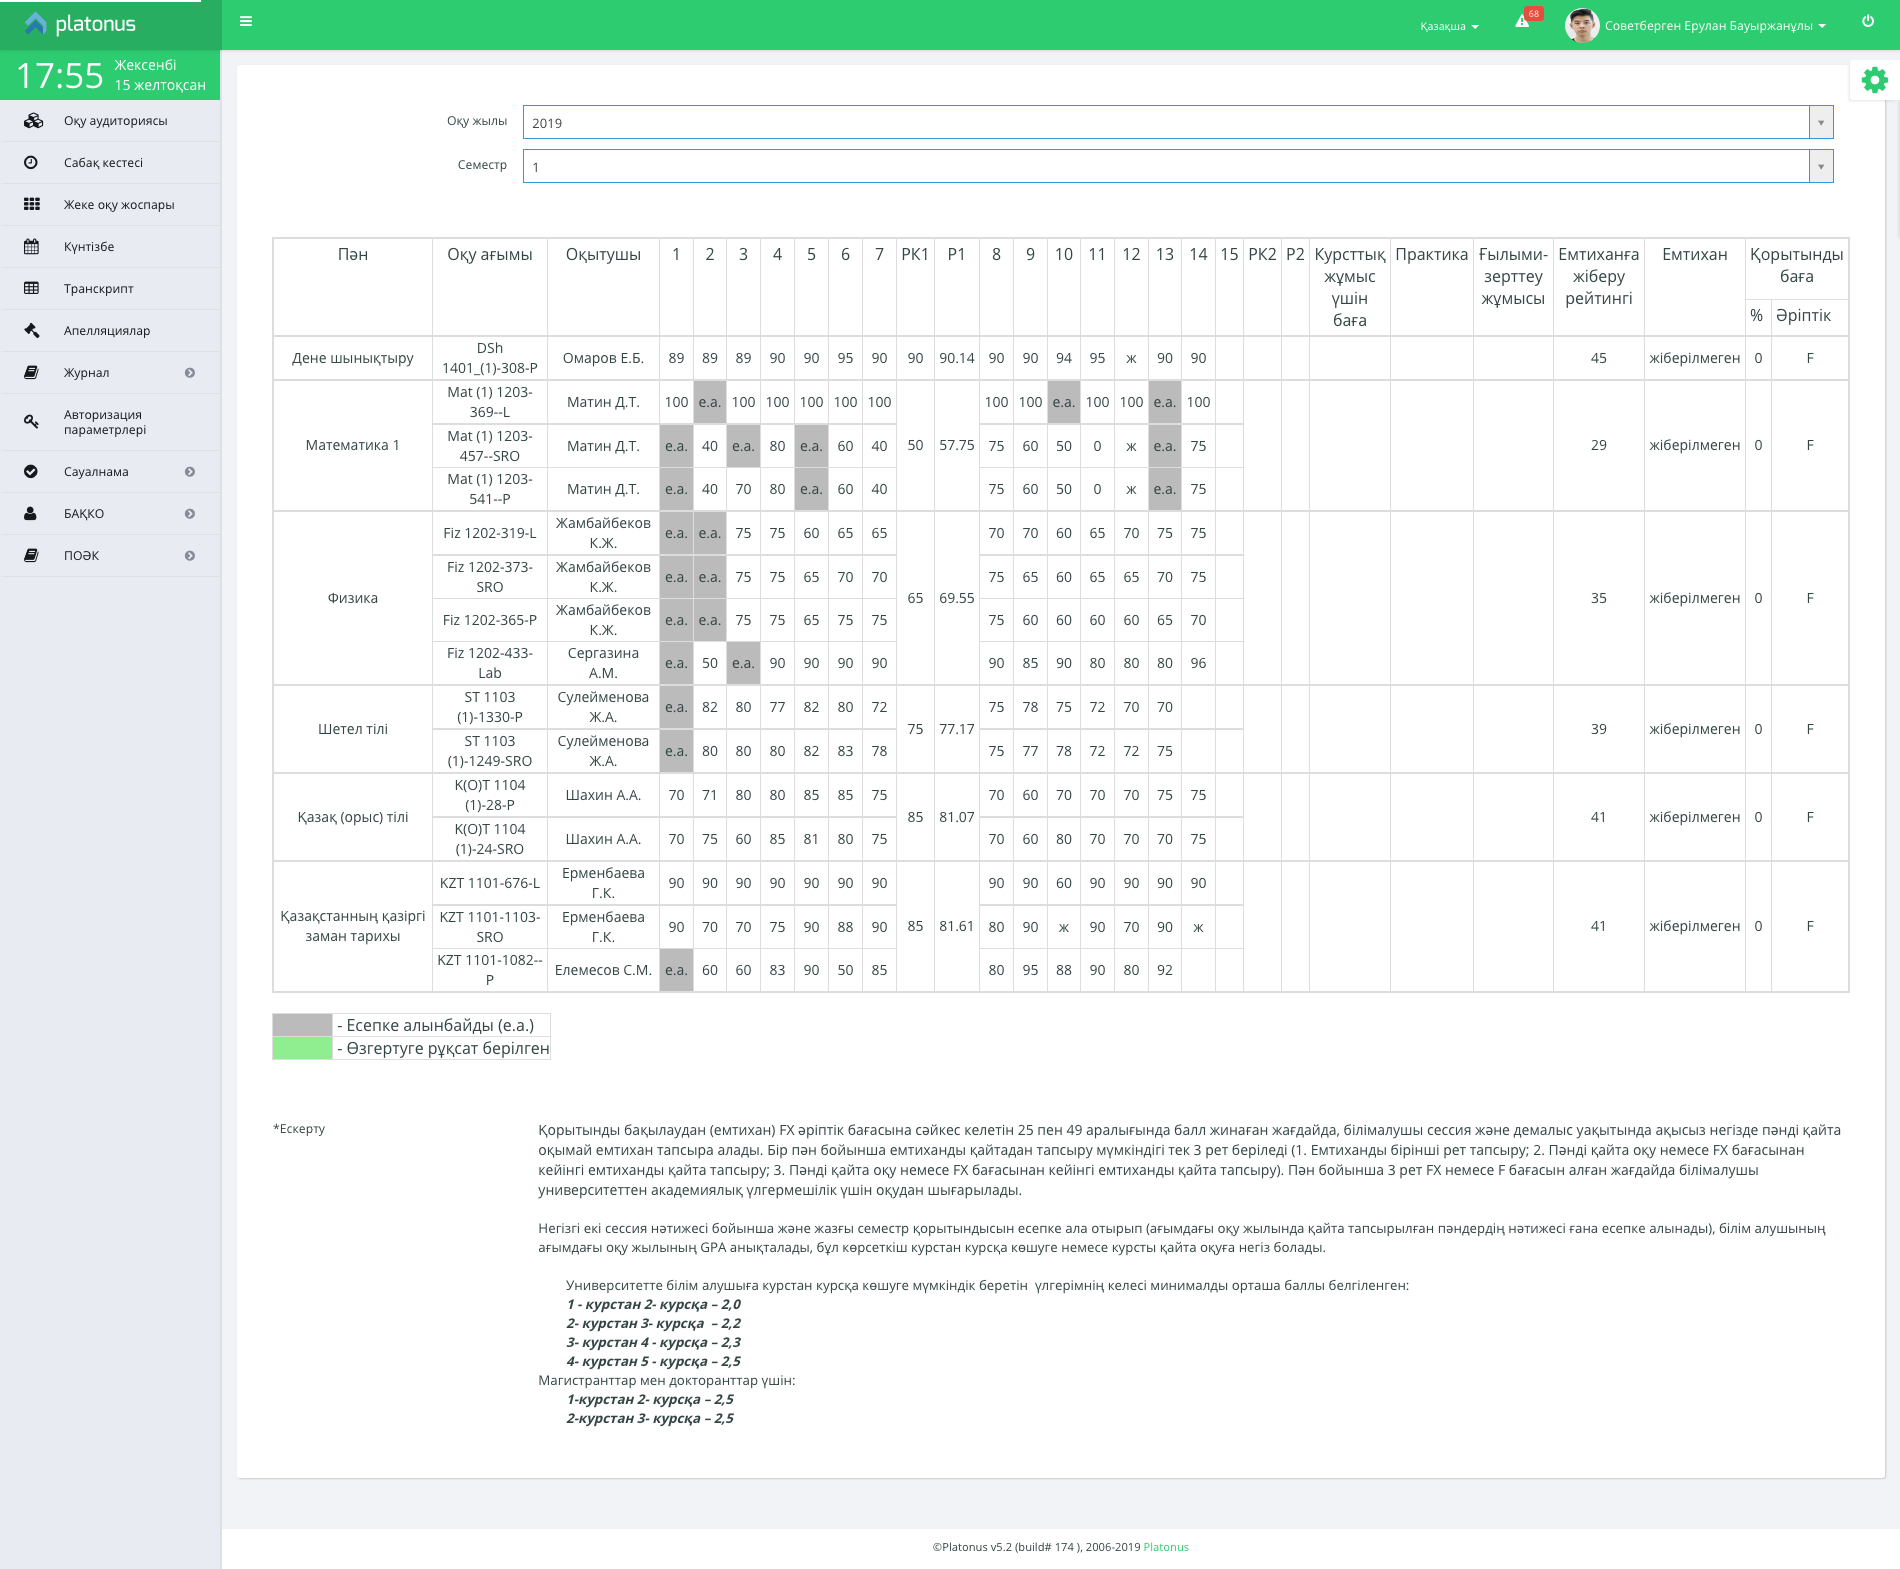 platonus
Қазақша
68
Советберген Ерулан Бауыржанұлы
17:55
Жексенбі
15 желтоқсан
Оқу аудиториясы
Сабақ кестесі
Жеке оқу жоспары
Күнтізбе
Транскрипт
Апелляциялар
Журнал
Авторизация
параметрлері
Сауалнама
БАҚКО
ПОӘК
Оқу жылы 2019
Семестр 1
Пән Оқу ағымы Оқытушы 1 2 3 4 5 6 7 РК1 Р1 8 9 10 11 12 13 14 15 РК2 Р2 Курсттық жұмыс үшін баға Практика Ғылыми-зерттеу жұмысы Емтиханға жіберу рейтингі Емтихан Қорытынды баға
% Әріптік
Дене шынықтыру DSh 1401_(1)-308-P Омаров Е.Б. 89 89 89 90 90 95 90 90 90.14 90 90 94 95 ж 90 90 45 жіберілмеген 0 F
Математика 1 Mat (1) 1203-369--L Матин Д.Т. 100 е.а. 100 100 100 100 100 50 57.75 100 100 е.а. 100 100 е.а. 100 29 жіберілмеген 0 F
Mat (1) 1203-457--SRO Матин Д.Т. е.а. 40 е.а. 80 е.а. 60 40 75 60 50 0 ж е.а. 75
Mat (1) 1203-541--P Матин Д.Т. е.а. 40 70 80 е.а. 60 40 75 60 50 0 ж е.а. 75
Физика Fiz 1202-319-L Жамбайбеков К.Ж. е.а. е.а. 75 75 60 65 65 65 69.55 70 70 60 65 70 75 75 35 жіберілмеген 0 F
Fiz 1202-373-SRO Жамбайбеков К.Ж. е.а. е.а. 75 75 65 70 70 75 65 60 65 65 70 75
Fiz 1202-365-P Жамбайбеков К.Ж. е.а. е.а. 75 75 65 75 75 75 60 60 60 60 65 70
Fiz 1202-433-Lab Сергазина А.М. е.а. 50 е.а. 90 90 90 90 90 85 90 80 80 80 96
Шетел тілі ST 1103 (1)-1330-P Сулейменова Ж.А. е.а. 82 80 77 82 80 72 75 77.17 75 78 75 72 70 70 39 жіберілмеген 0 F
ST 1103 (1)-1249-SRO Сулейменова Ж.А. е.а. 80 80 80 82 83 78 75 77 78 72 72 75
Қазақ (орыс) тілі K(O)T 1104 (1)-28-P Шахин А.А. 70 71 80 80 85 85 75 85 81.07 70 60 70 70 70 75 75 41 жіберілмеген 0 F
K(O)T 1104 (1)-24-SRO Шахин А.А. 70 75 60 85 81 80 75 70 60 80 70 70 70 75
Қазақстанның қазіргі заман тарихы KZT 1101-676-L Ерменбаева Г.К. 90 90 90 90 90 90 90 85 81.61 90 90 60 90 90 90 90 41 жіберілмеген 0 F
KZT 1101-1103-SRO Ерменбаева Г.К. 90 70 70 75 90 88 90 80 90 ж 90 70 90 ж
KZT 1101-1082--P Елемесов С.М. е.а. 60 60 83 90 50 85 80 95 88 90 80 92
- Есепке алынбайды (е.а.)
- Өзгертуге рұқсат берілген
*Ескерту
Қорытынды бақылаудан (емтихан) FX әріптік бағасына сәйкес келетін 25 пен 49 аралығында балл жинаған жағдайда, білімалушы сессия және демалыс уақытында ақысыз негізде пәнді қайта
оқымай емтихан тапсыра алады. Бір пән бойынша емтиханды қайтадан тапсыру мүмкіндігі тек 3 рет беріледі (1. Емтиханды бірінші рет тапсыру; 2. Пәнді қайта оқу немесе FX бағасынан
кейінгі емтиханды қайта тапсыру; 3. Пәнді қайта оқу немесе FX бағасынан кейінгі емтиханды қайта тапсыру). Пән бойынша 3 рет FX немесе F бағасын алған жағдайда білімалушы
университеттен академиялық үлгермешілік үшін оқудан шығарылады.
Негізгі екі сессия нәтижесі бойынша және жазғы семестр қорытындысын есепке ала отырып (ағымдағы оқу жылында қайта тапсырылған пәндердің нәтижесі ғана есепке алынады), білім алушының
ағымдағы оқу жылының GPA анықталады, бұл көрсеткіш курстан курсқа көшуге немесе курсты қайта оқуға негіз болады.
Университетте білім алушыға курстан курсқа көшуге мүмкіндік беретін үлгерімнің келесі минималды орташа баллы белгіленген:
1 - курстан 2- курсқа – 2,0
2- курстан 3- курсқа – 2,2
3- курстан 4 - курсқа – 2,3
4- курстан 5 - курсқа – 2,5
Магистранттар мен докторанттар үшін:
1-курстан 2- курсқа – 2,5
2-курстан 3- курсқа – 2,5
©Platonus v5.2 (build# 174 ), 2006-2019 Platonus